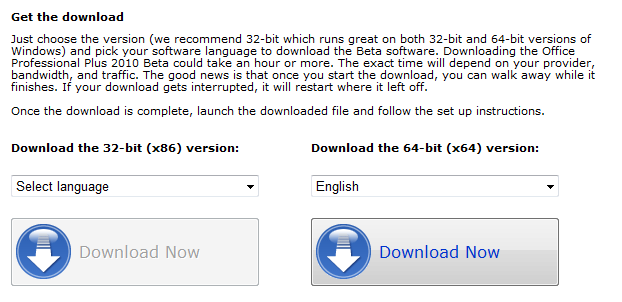 Get the download
Just choose the version (we recommend 32-bit which runs great on both 32-bit and 64-bit versions of
Windows) and pick your software language to download the Beta software. Downloading the Office
Professional Plus 2010 Beta could take an hour or more. The exact time will depend on your provider,
bandwidth, and traffic. The good news is that once you start the download, you can walk away while it
finishes. If your download gets interrupted, it will restart where it left off.
Once the download is complete, launch the downloaded file and follow the set up instructions.
Download the 32-bit (x86) version:
Select language
Download Now
Download the 64-bit (x64) version:
English
Download Now